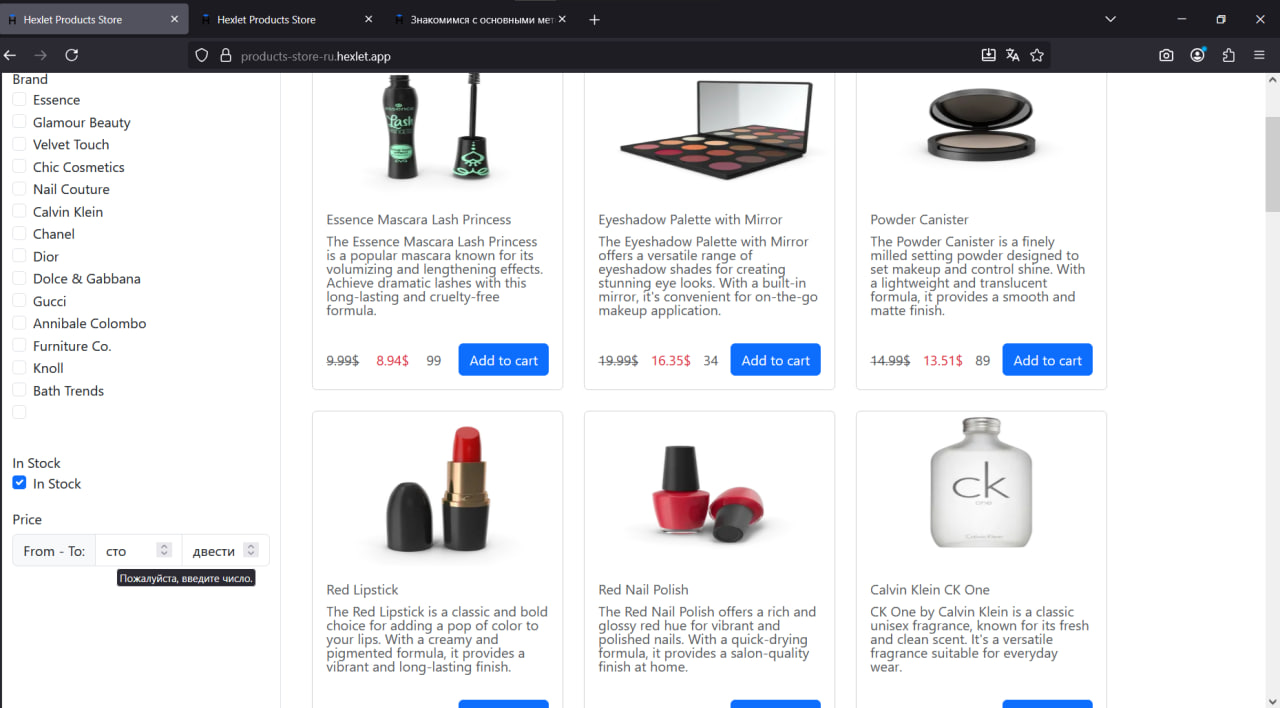 Hexlet Products Store
Hexlet Products Store
Знакомимся с основными мет
products-store-ru.hexlet.app
Brand
Essence
Glamour Beauty
Velvet Touch
Chic Cosmetics
Nail Couture
Calvin Klein
Chanel
Dior
Dolce & Gabbana
Gucci
Annibale Colombo
Furniture Co.
Knoll
Bath Trends
In Stock
In Stock
Price
From - To:
сто
двести
Пожалуйста, введите число.
essence
Lash
PRINCESS
Essence Mascara Lash Princess
The Essence Mascara Lash Princess
is a popular mascara known for its
volumizing and lengthening effects.
Achieve dramatic lashes with this
long-lasting and cruelty-free
formula.
9.99$ 8.94$ 99 Add to cart
Eyeshadow Palette with Mirror
The Eyeshadow Palette with Mirror
offers a versatile range of
eyeshadow shades for creating
stunning eye looks. With a built-in
mirror, it's convenient for on-the-go
makeup application.
19.99$ 16.35$ 34 Add to cart
Powder Canister
The Powder Canister is a finely
milled setting powder designed to
set makeup and control shine. With
a lightweight and translucent
formula, it provides a smooth and
matte finish.
14.99$ 13.51$ 89 Add to cart
Red Lipstick
The Red Lipstick is a classic and bold
choice for adding a pop of color to
your lips. With a creamy and
pigmented formula, it provides a
vibrant and long-lasting finish.
Red Nail Polish
The Red Nail Polish offers a rich and
glossy red hue for vibrant and
polished nails. With a quick-drying
formula, it provides a salon-quality
finish at home.
ck
one
Calvin Klein
Calvin Klein CK One
CK One by Calvin Klein is a classic
unisex fragrance, known for its fresh
and clean scent. It's a versatile
fragrance suitable for everyday
wear.